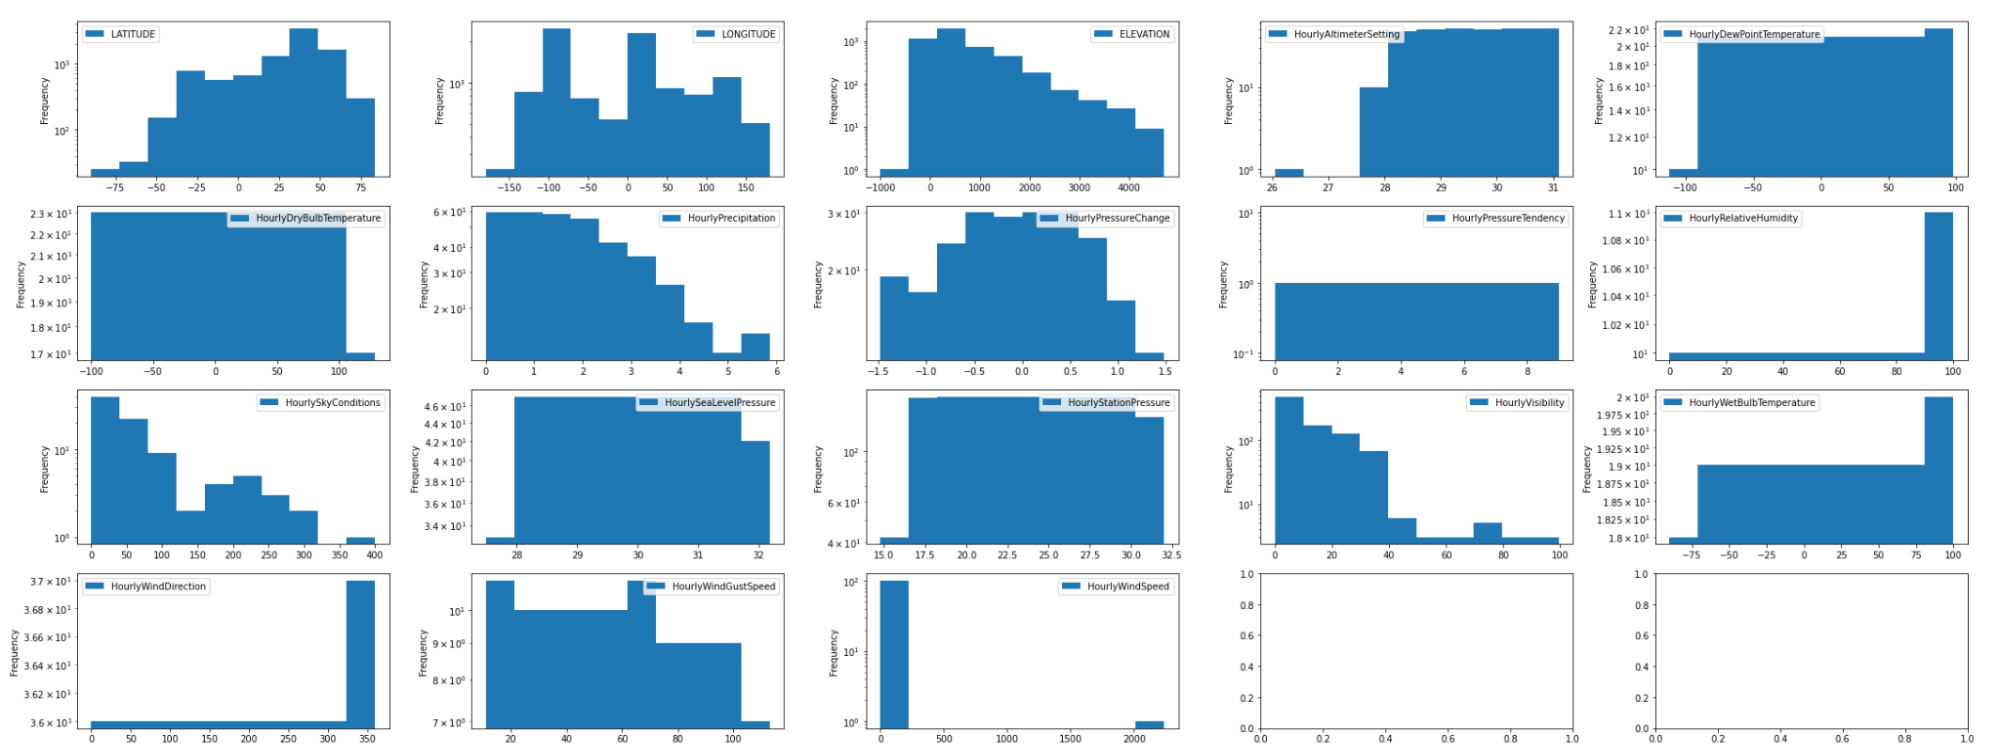 LATITUDE
Frequency
10³
10²
−75 −50 −25 0 25 50 75
LONGITUDE
Frequency
10³
−150 −100 −50 0 50 100 150
ELEVATION
Frequency
10³
10²
10¹
10⁰
−1000 0 1000 2000 3000 4000
HourlyAltimeterSetting
Frequency
10¹
10⁰
26 27 28 29 30 31
HourlyDewPointTemperature
Frequency
2.2 × 10¹
2 × 10¹
1.8 × 10¹
1.6 × 10¹
1.4 × 10¹
1.2 × 10¹
10¹
−100 −50 0 50 100
HourlyDryBulbTemperature
Frequency
2.3 × 10¹
2.2 × 10¹
2.1 × 10¹
2 × 10¹
1.9 × 10¹
1.8 × 10¹
1.7 × 10¹
−100 −50 0 50 100
HourlyPrecipitation
Frequency
6 × 10¹
3 × 10¹
2 × 10¹
0 1 2 3 4 5 6
HourlyPressureChange
Frequency
3 × 10¹
2 × 10¹
−1.5 −1.0 −0.5 0.0 0.5 1.0 1.5
HourlyPressureTendency
Frequency
10¹
10⁰
10⁻¹
0 2 4 6 8
HourlyRelativeHumidity
Frequency
1.1 × 10¹
1.08 × 10¹
1.06 × 10¹
1.04 × 10¹
1.02 × 10¹
10¹
0 20 40 60 80 100
HourlySkyConditions
Frequency
10¹
10⁰
0 50 100 150 200 250 300 350 400
HourlySeaLevelPressure
Frequency
4.6 × 10¹
4.4 × 10¹
4.2 × 10¹
4 × 10¹
3.8 × 10¹
3.6 × 10¹
3.4 × 10¹
28 29 30 31 32
HourlyStationPressure
Frequency
10²
6 × 10¹
4 × 10¹
15.0 17.5 20.0 22.5 25.0 27.5 30.0 32.5
HourlyVisibility
Frequency
10²
10¹
0 20 40 60 80 100
HourlyWetBulbTemperature
Frequency
2 × 10¹
1.975 × 10¹
1.95 × 10¹
1.925 × 10¹
1.9 × 10¹
1.875 × 10¹
1.85 × 10¹
1.825 × 10¹
1.8 × 10¹
−75 −50 −25 0 25 50 75 100
HourlyWindDirection
Frequency
3.7 × 10¹
3.68 × 10¹
3.66 × 10¹
3.64 × 10¹
3.62 × 10¹
3.6 × 10¹
0 50 100 150 200 250 300 350
HourlyWindGustSpeed
Frequency
10¹
9 × 10⁰
8 × 10⁰
7 × 10⁰
20 40 60 80 100
HourlyWindSpeed
Frequency
10²
10¹
10⁰
0 500 1000 1500 2000
1.0
0.8
0.6
0.4
0.2
0.0
0.0 0.2 0.4 0.6 0.8 1.0
1.0
0.8
0.6
0.4
0.2
0.0
0.0 0.2 0.4 0.6 0.8 1.0